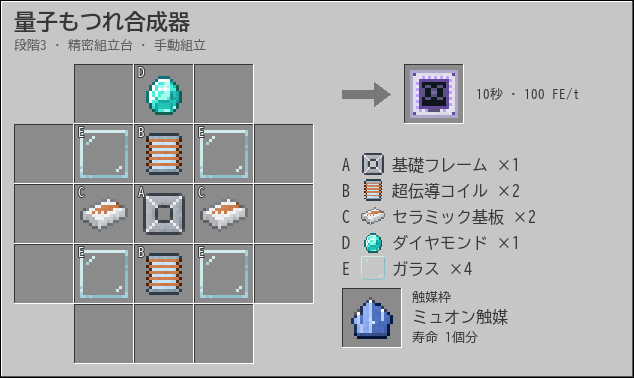 量子もつれ合成器
段階3 · 精密組立台 · 手動組立
D
E B E
C A C
E B E
10秒 · 100 FE/t
A 基礎フレーム ×1
B 超伝導コイル ×2
C セラミック基板 ×2
D ダイヤモンド ×1
E ガラス ×4
触媒枠
ミュオン触媒
寿命 1個分